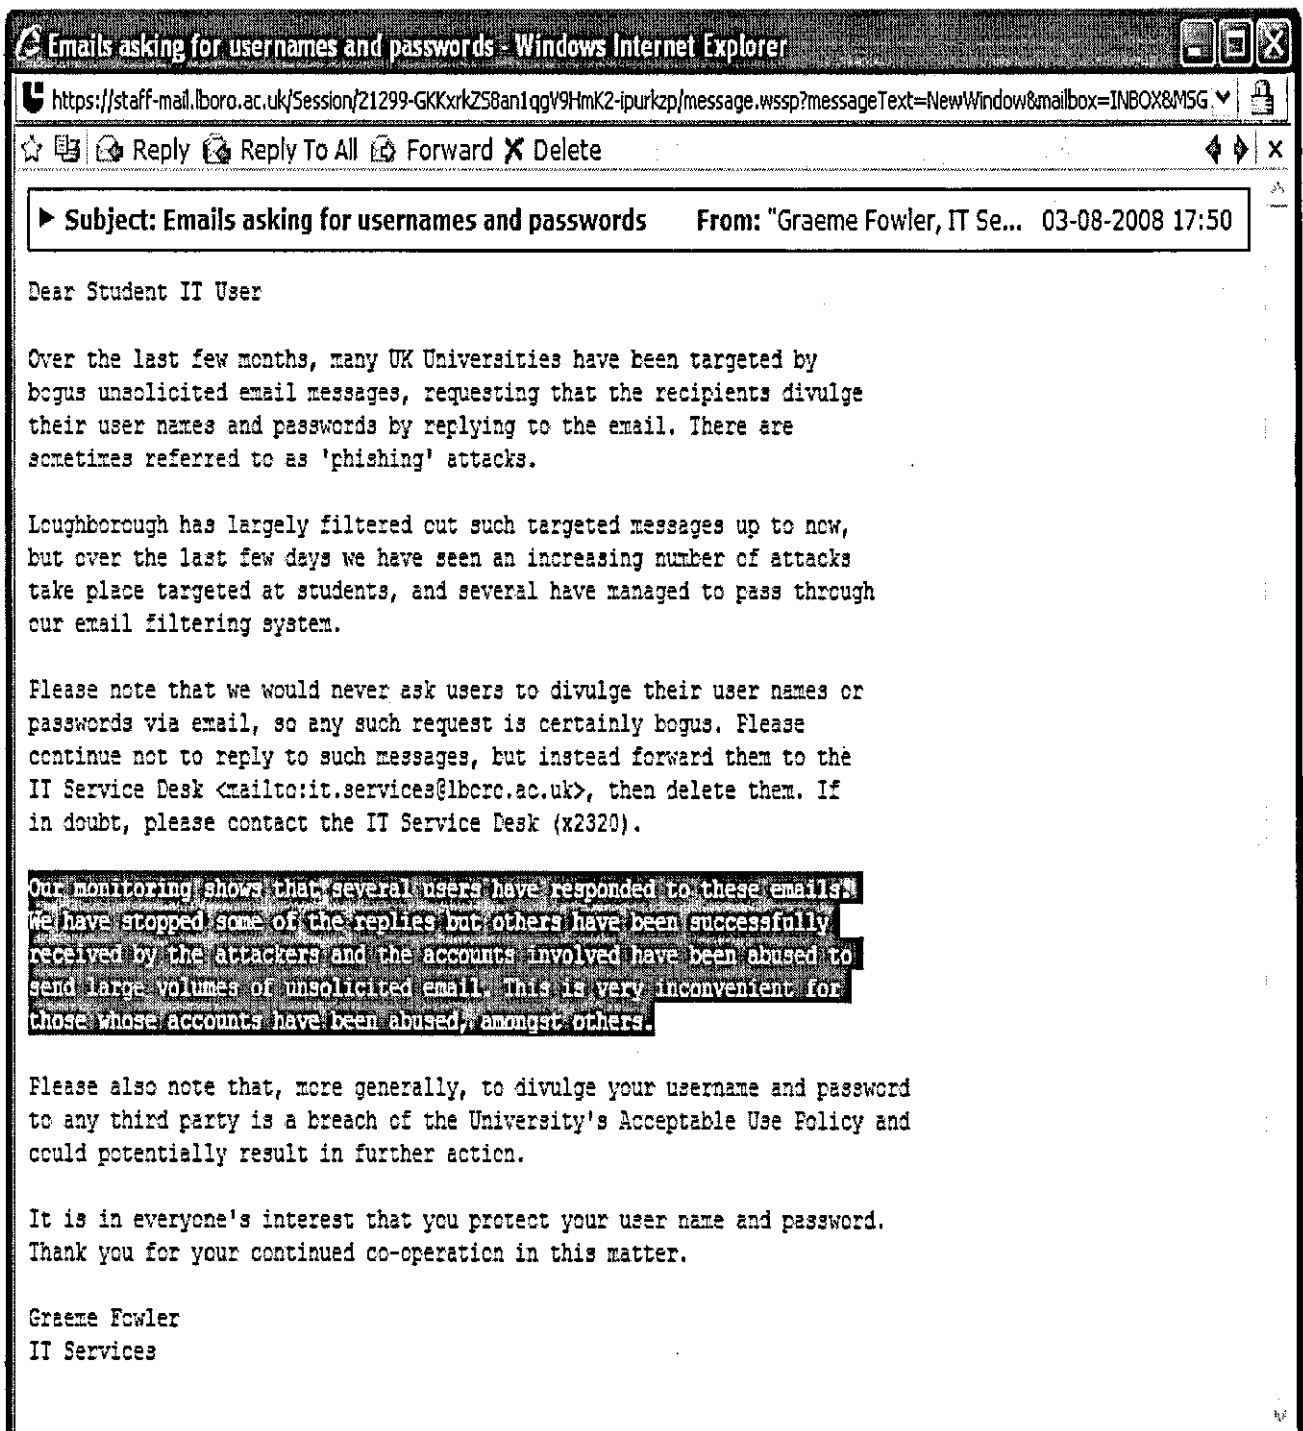 Emails asking for usernames and passwords - Windows Internet Explorer
https://staff-mail.lboro.ac.uk/Session/21299-GKKxrkZS8an1qgV9HmK2-ipurkzp/message.wssp?messageText=NewWindow&mailbox=INBOX&MSG
Reply Reply To All Forward Delete
Subject: Emails asking for usernames and passwords From: "Graeme Fowler, IT Se... 03-08-2008 17:50
Dear Student IT User
Over the last few months, many UK Universities have been targeted by
bogus unsolicited email messages, requesting that the recipients divulge
their user names and passwords by replying to the email. There are
sometimes referred to as 'phishing' attacks.
Loughborough has largely filtered out such targeted messages up to now,
but over the last few days we have seen an increasing number of attacks
take place targeted at students, and several have managed to pass through
our email filtering system.
Please note that we would never ask users to divulge their user names or
passwords via email, so any such request is certainly bogus. Please
continue not to reply to such messages, but instead forward them to the
IT Service Desk <mailto:it.services@lboro.ac.uk>, then delete them. If
in doubt, please contact the IT Service Desk (x2320).
Our monitoring shows that several users have responded to these emails.
We have stopped some of the replies but others have been successfully
received by the attackers and the accounts involved have been abused to
send large volumes of unsolicited email. This is very inconvenient for
those whose accounts have been abused, amongst others.
Please also note that, more generally, to divulge your username and password
to any third party is a breach of the University's Acceptable Use Policy and
could potentially result in further action.
It is in everyone's interest that you protect your user name and password.
Thank you for your continued co-operation in this matter.
Graeme Fowler
IT Services